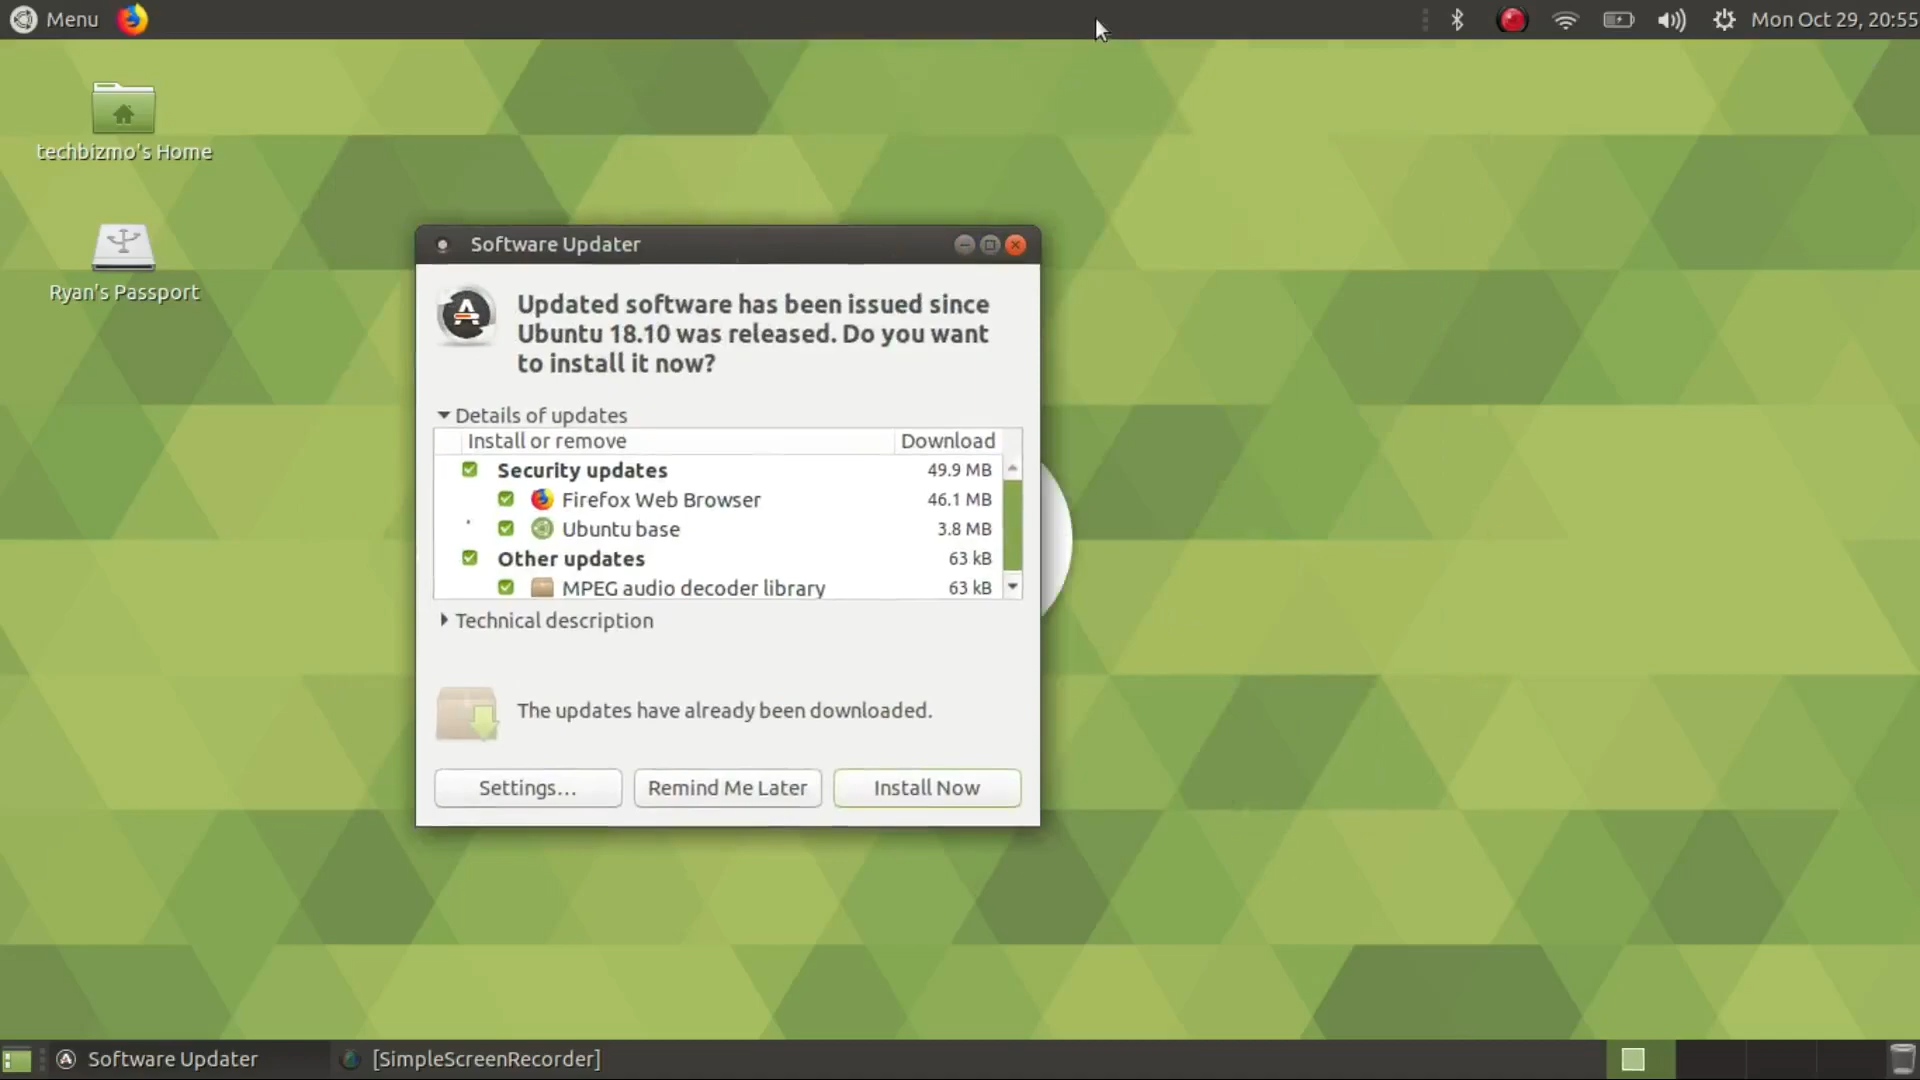 Menu
Mon Oct 29, 20:55
techbizmo's Home
Ryan's Passport
Software Updater
Updated software has been issued since
Ubuntu 18.10 was released. Do you want
to install it now?
Details of updates
Install or remove Download
Security updates 49.9 MB
Firefox Web Browser 46.1 MB
Ubuntu base 3.8 MB
Other updates 63 kB
MPEG audio decoder library 63 kB
Technical description
The updates have already been downloaded.
Settings... Remind Me Later Install Now
Software Updater [SimpleScreenRecorder]